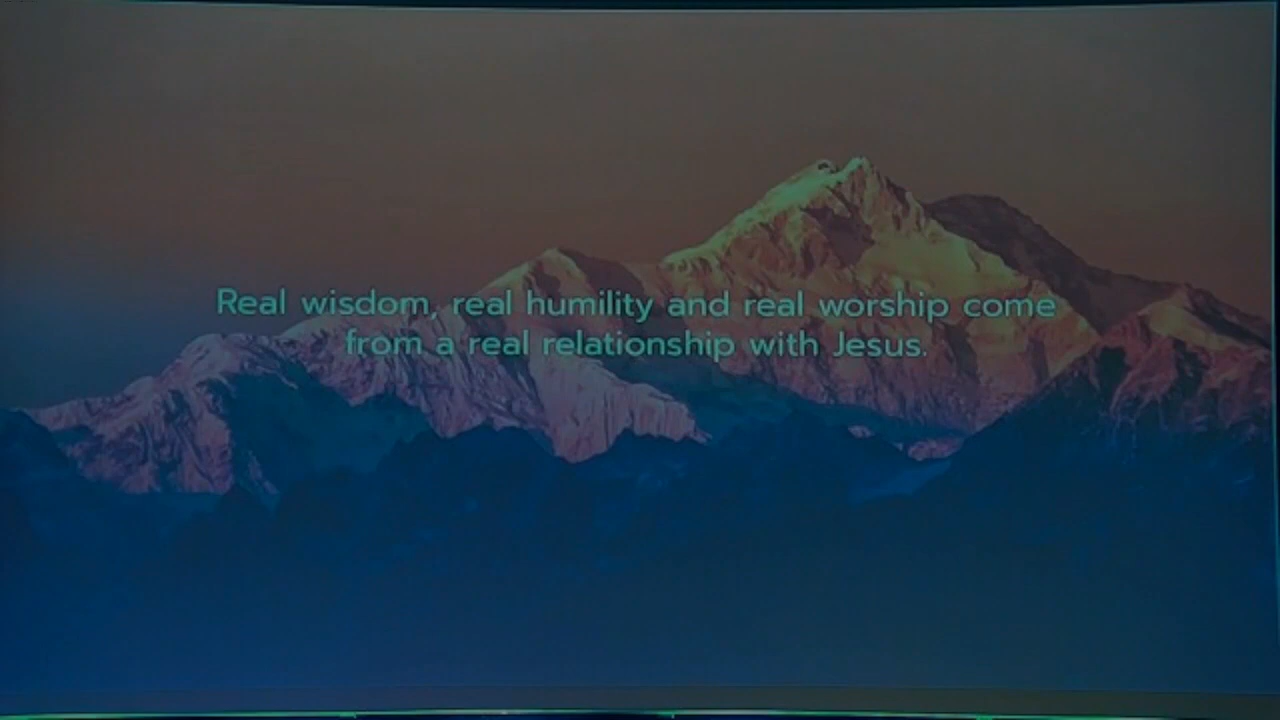 Real wisdom, real humility and real worship come
from a real relationship with Jesus.